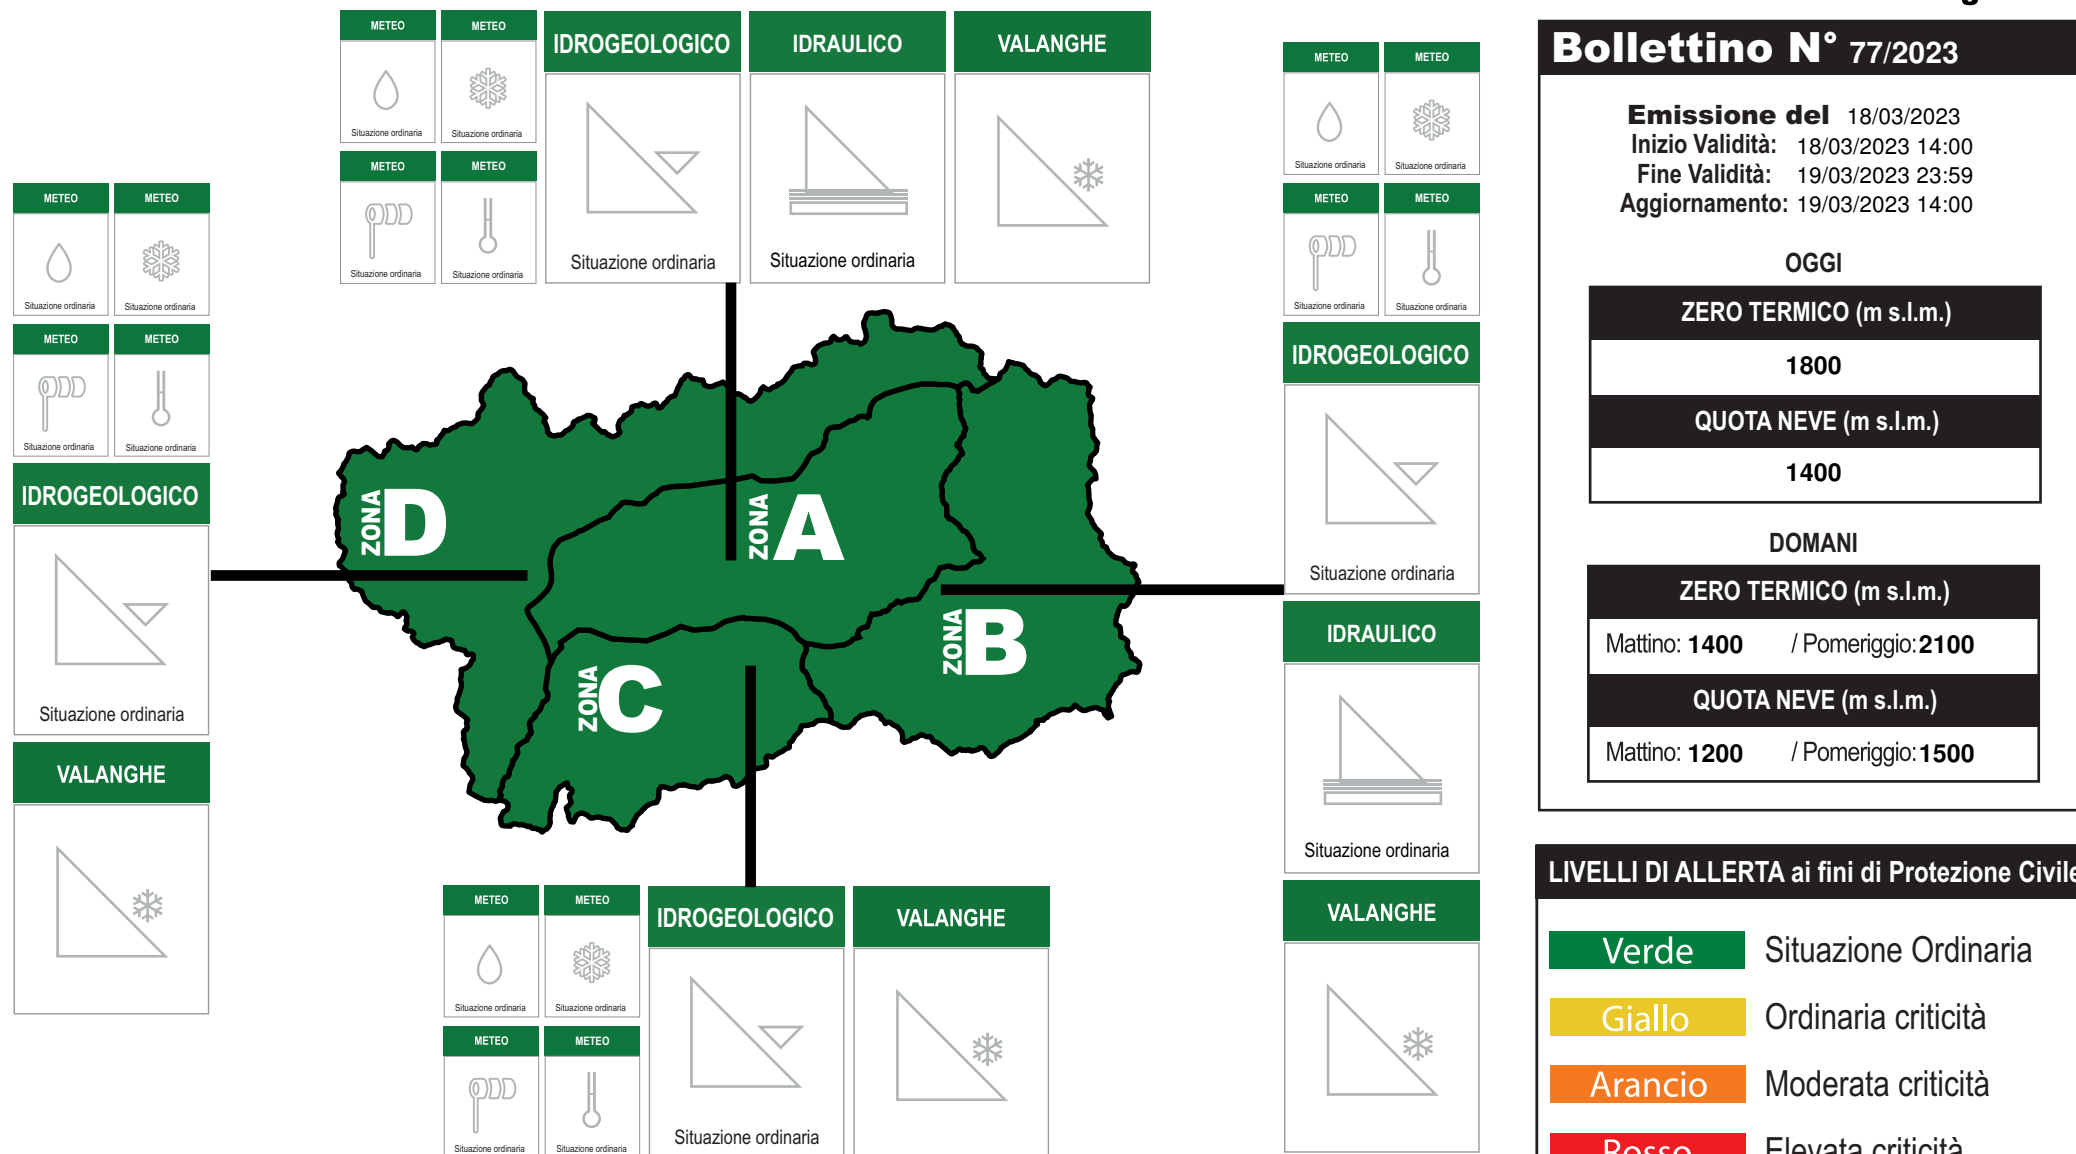 METEO
METEO
IDROGEOLOGICO
IDRAULICO
VALANGHE
Situazione ordinaria
Situazione ordinaria
METEO
METEO
Situazione ordinaria
Situazione ordinaria
Situazione ordinaria
Situazione ordinaria
METEO
METEO
Situazione ordinaria
Situazione ordinaria
METEO
METEO
Situazione ordinaria
Situazione ordinaria
IDROGEOLOGICO
Situazione ordinaria
VALANGHE
ZONA D
ZONA A
ZONA B
ZONA C
METEO
METEO
Situazione ordinaria
Situazione ordinaria
METEO
METEO
Situazione ordinaria
Situazione ordinaria
IDROGEOLOGICO
Situazione ordinaria
IDRAULICO
Situazione ordinaria
VALANGHE
METEO
METEO
IDROGEOLOGICO
VALANGHE
Situazione ordinaria
Situazione ordinaria
METEO
METEO
Situazione ordinaria
Situazione ordinaria
Situazione ordinaria
Bollettino N° 77/2023
Emissione del 18/03/2023
Inizio Validità: 18/03/2023 14:00
Fine Validità: 19/03/2023 23:59
Aggiornamento: 19/03/2023 14:00
OGGI
ZERO TERMICO (m s.l.m.)
1800
QUOTA NEVE (m s.l.m.)
1400
DOMANI
ZERO TERMICO (m s.l.m.)
Mattino: 1400 / Pomeriggio: 2100
QUOTA NEVE (m s.l.m.)
Mattino: 1200 / Pomeriggio: 1500
LIVELLI DI ALLERTA ai fini di Protezione Civile
Verde Situazione Ordinaria
Giallo Ordinaria criticità
Arancio Moderata criticità
Rosso Elevata criticità